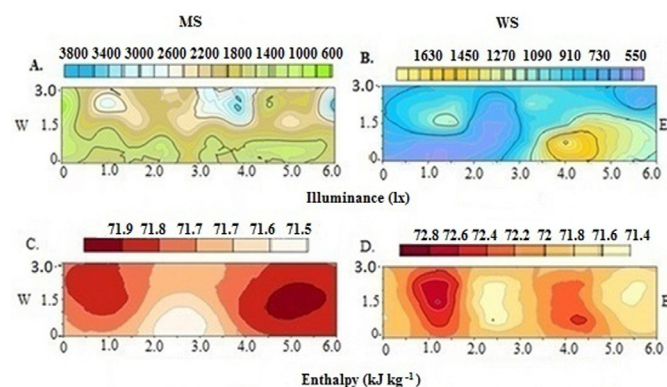 MS WS
A. 3800 3400 3000 2600 2200 1800 1400 1000 600
B. 1630 1450 1270 1090 910 730 550
3.0 3.0
W 1.5 1.5 E
0 0
0 1.0 2.0 3.0 4.0 5.0 6.0 0 1.0 2.0 3.0 4.0 5.0 6.0
Illuminance (lx)
C. 71.9 71.8 71.7 71.7 71.6 71.5
D. 72.8 72.6 72.4 72.2 72 71.8 71.6 71.4
3.0 3.0
W 1.5 1.5 E
0 0
0 1.0 2.0 3.0 4.0 5.0 6.0 0 1.0 2.0 3.0 4.0 5.0 6.0
Enthalpy (kJ kg⁻¹)